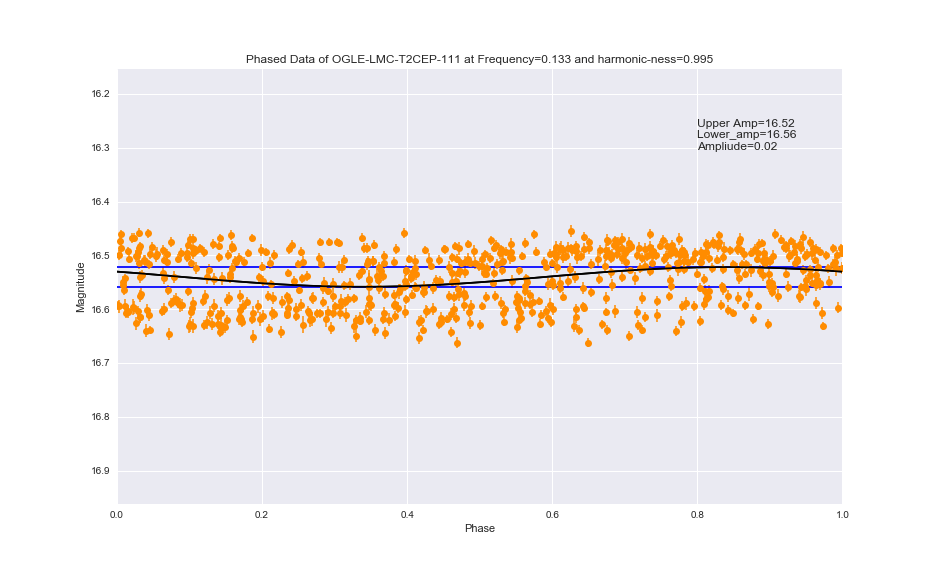 Phased Data of OGLE-LMC-T2CEP-111 at Frequency=0.133 and harmonic-ness=0.995
16.2
Upper Amp=16.52
Lower_amp=16.56
Ampliude=0.02
16.3
16.4
16.5
Magnitude
16.6
16.7
16.8
16.9
0.0 0.2 0.4 0.6 0.8 1.0
Phase